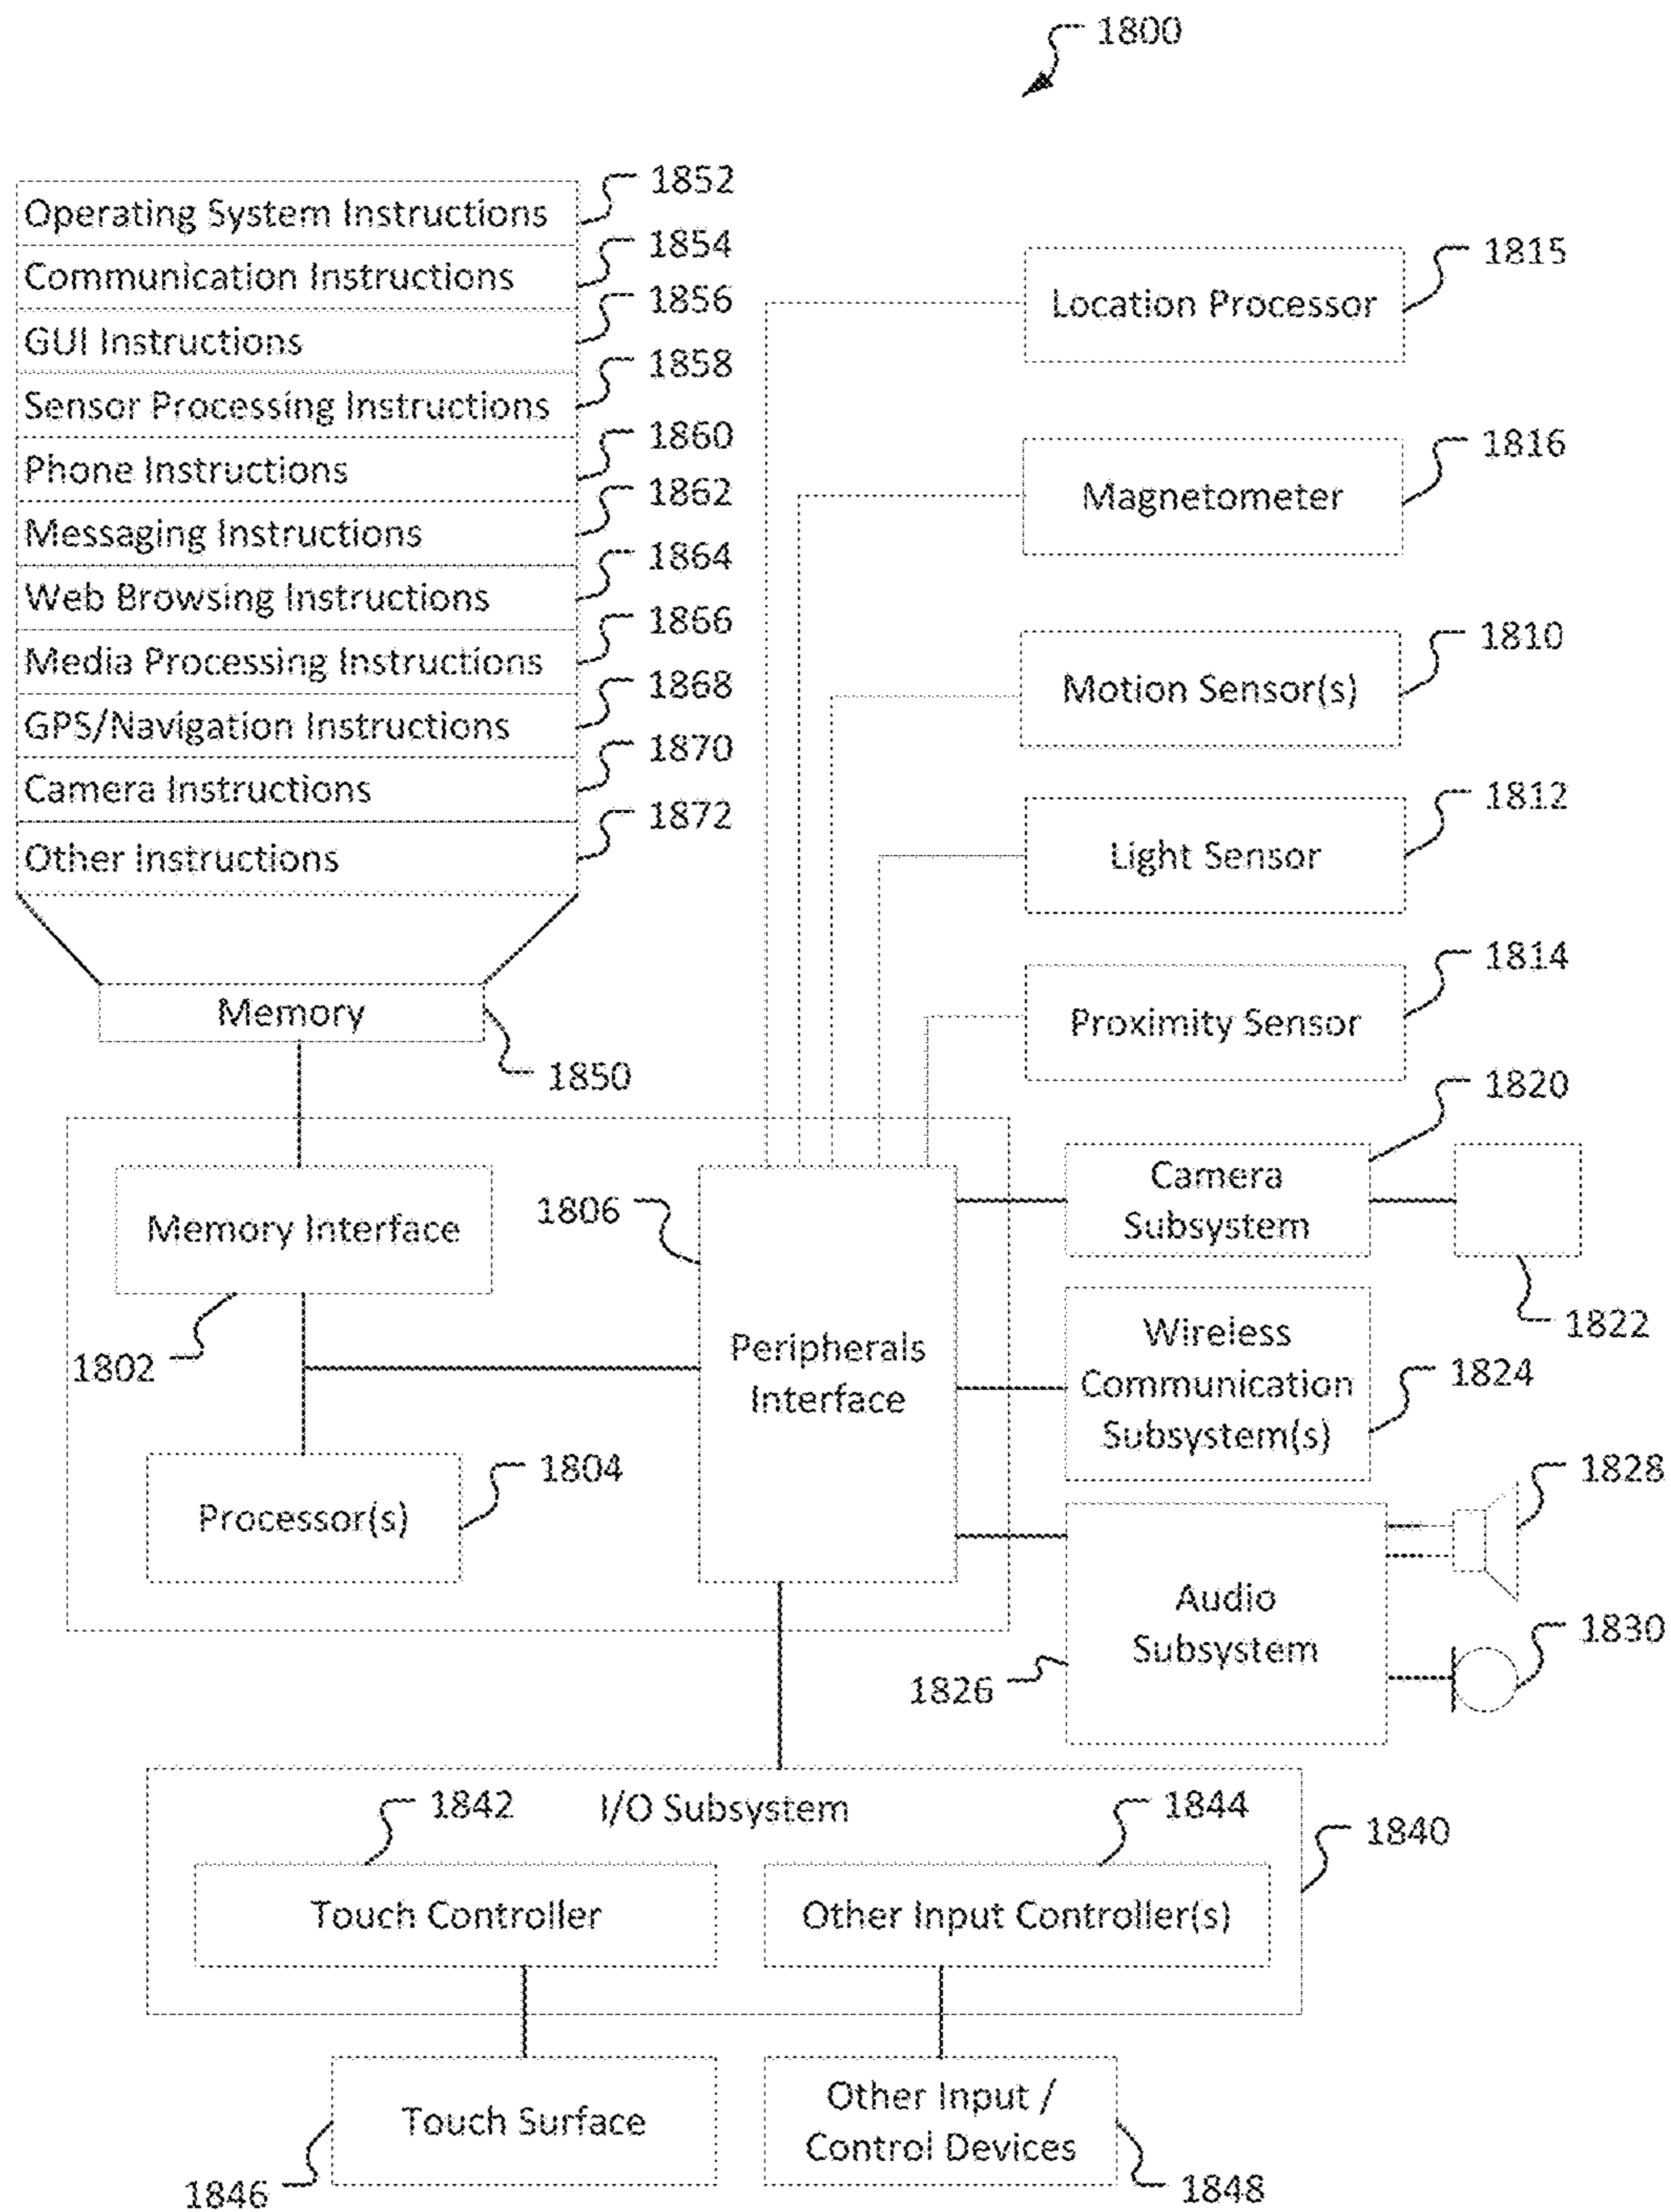 1800
Operating System Instructions
1852
Communication Instructions
1854
GUI Instructions
1856
Sensor Processing Instructions
1858
Phone Instructions
1860
Messaging Instructions
1862
Web Browsing Instructions
1864
Media Processing Instructions
1866
GPS/Navigation Instructions
1868
Camera Instructions
1870
Other Instructions
1872
Memory
1850
Location Processor
1815
Magnetometer
1816
Motion Sensor(s)
1810
Light Sensor
1812
Proximity Sensor
1814
Memory Interface
1802
Processor(s)
1804
1806
Peripherals
Interface
Camera
Subsystem
1820
1822
Wireless
Communication
Subsystem(s)
1824
Audio
Subsystem
1826
1828
1830
I/O Subsystem
1840
1842
Touch Controller
1844
Other Input Controller(s)
Touch Surface
1846
Other Input /
Control Devices
1848